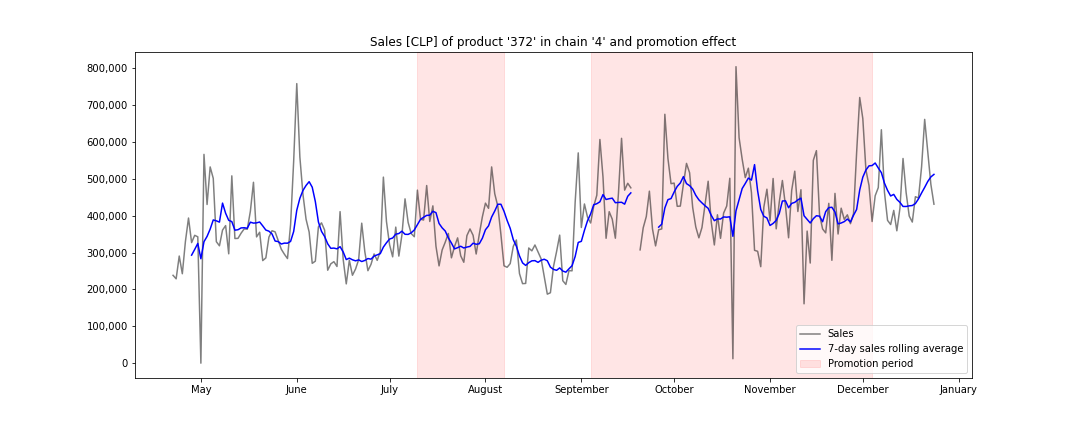 Sales [CLP] of product '372' in chain '4' and promotion effect
800,000
700,000
600,000
500,000
400,000
300,000
200,000
100,000
0
Sales
7-day sales rolling average
Promotion period
May June July August September October November December January